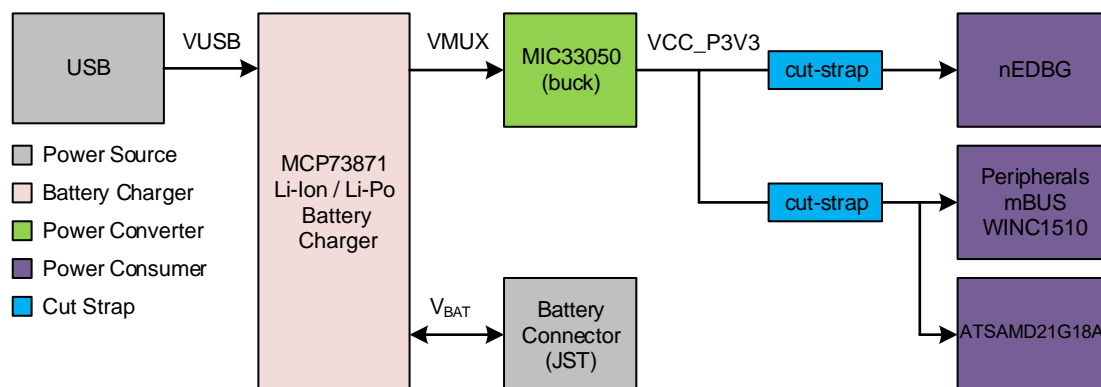 USB
VUSB
MCP73871
Li-Ion / Li-Po
Battery
Charger
VMUX
MIC33050
(buck)
VCC_P3V3
cut-strap
nEDBG
cut-strap
Peripherals
mBUS
WINC1510
ATSAMD21G18A
VBAT
Battery
Connector
(JST)
Power Source
Battery Charger
Power Converter
Power Consumer
Cut Strap